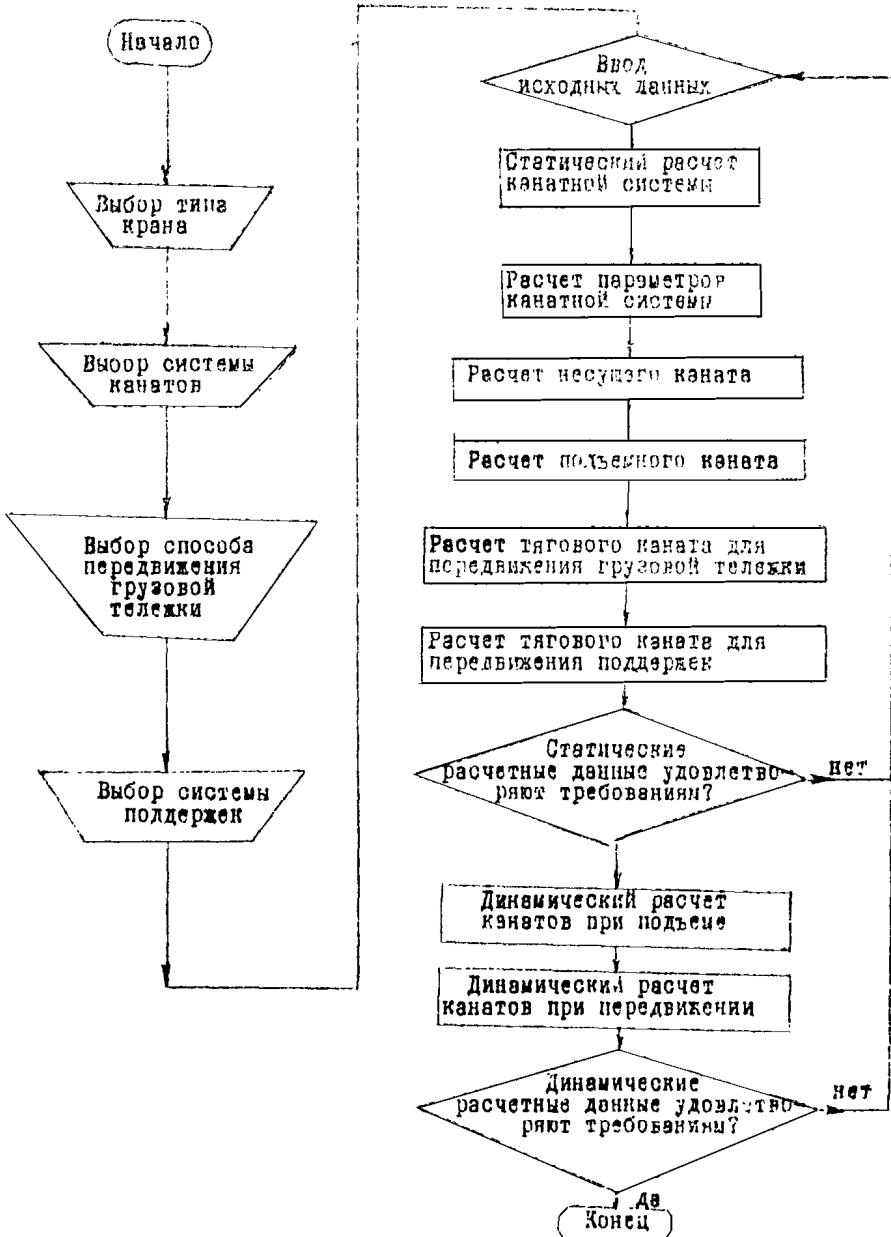 Начало
Выбор типа
крана
Выбор системы
канатов
Выбор способа
передвижения
грузовой
тележки
Выбор системы
поддержек
Ввод
исходных данных
Статический расчет
канатной системы
Расчет параметров
канатной системы
Расчет несущего каната
Расчет подъемного каната
Расчет тягового каната для
передвижения грузовой тележки
Расчет тягового каната для
передвижения поддержек
Статические
расчетные данные удовлетво
ряют требованиям?
нет
Динамический расчет
канатов при подъеме
Динамический расчет
канатов при передвижении
Динамические
расчетные данные удовлетво
ряют требованиям?
нет
да
Конец